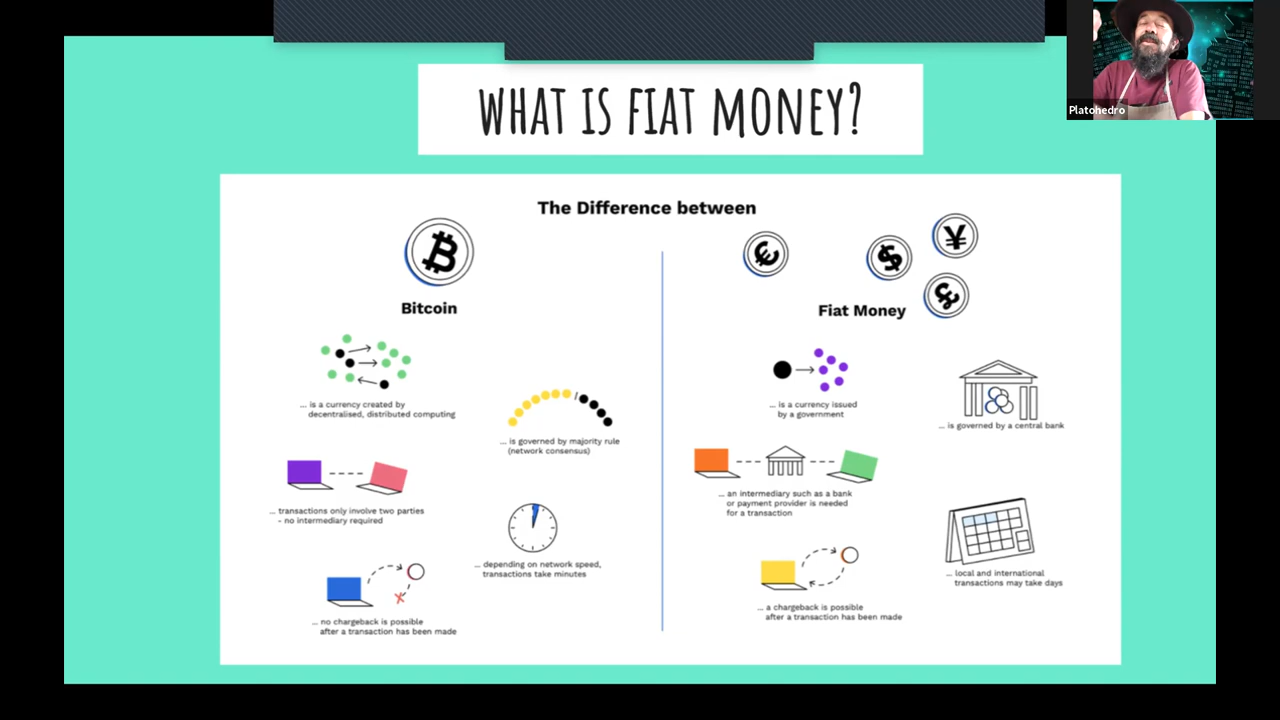 Platohedro
WHAT IS FIAT MONEY?
The Difference between
Bitcoin
... is a currency created by
decentralised, distributed computing
... is governed by majority rule
(network consensus)
... transactions only involve two parties
- no intermediary required
... depending on network speed,
transactions take minutes
... no chargeback is possible
after a transaction has been made
€
$
¥
£
Fiat Money
... is a currency issued
by a government
... is governed by a central bank
... an intermediary such as a bank
or payment provider is needed
for a transaction
... local and international
transactions may take days
... a chargeback is possible
after a transaction has been made